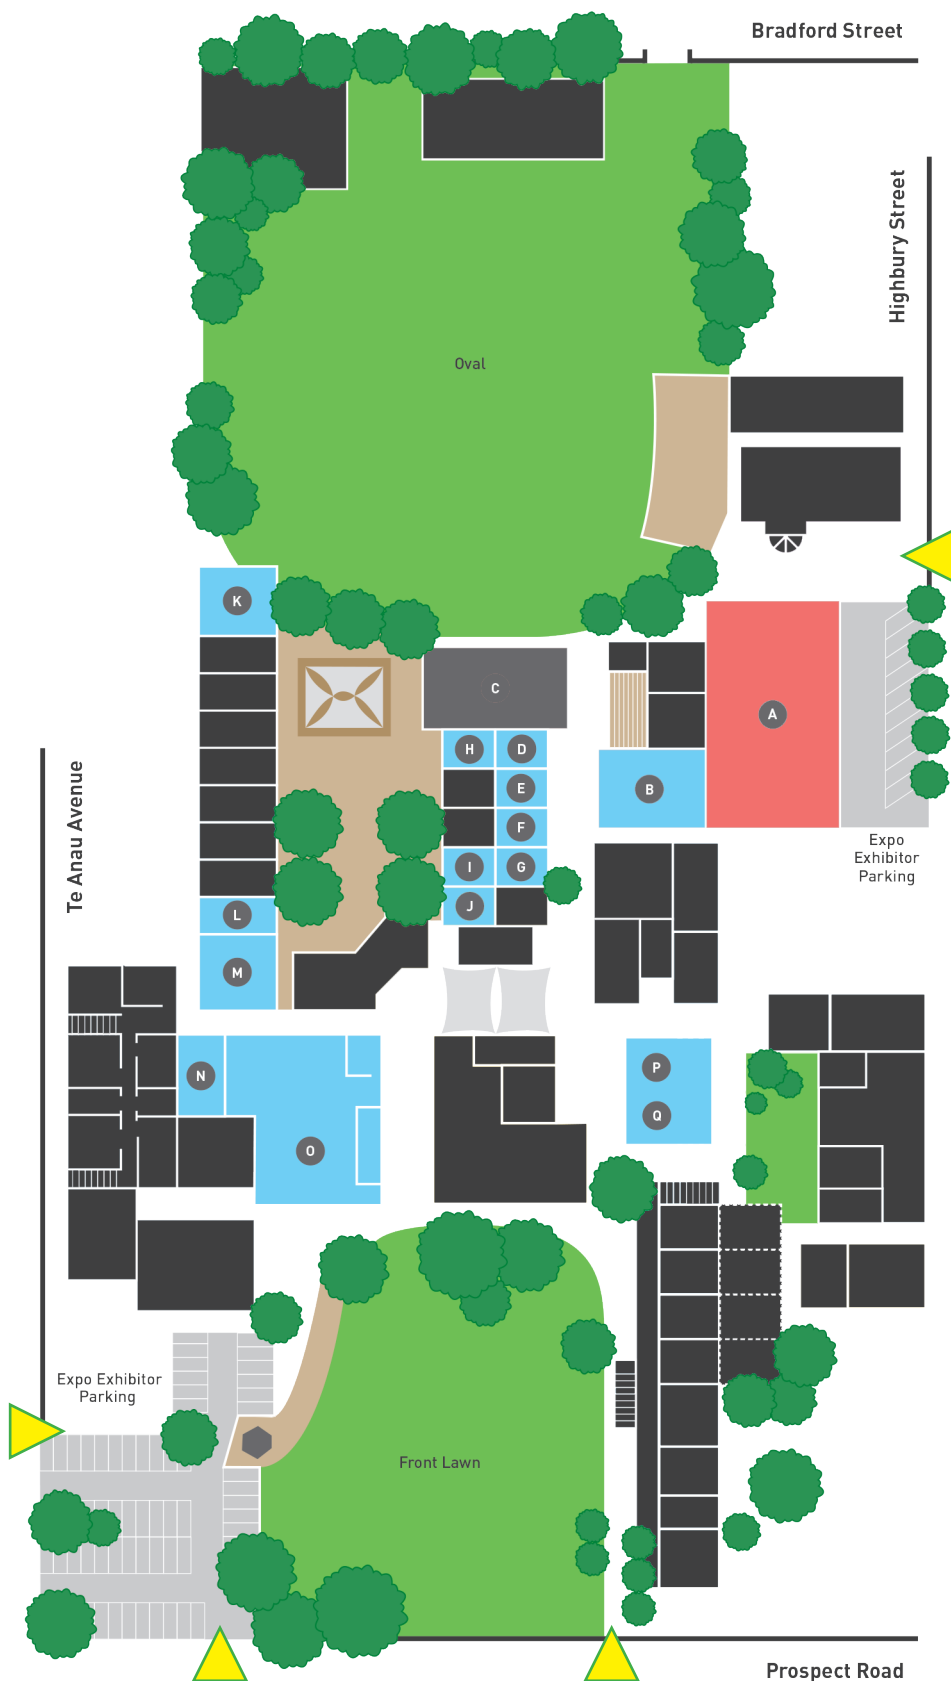 Bradford Street
Highbury Street
Oval
K
C
A
H
D
B
E
F
I
G
J
L
M
Te Anau Avenue
Expo
Exhibitor
Parking
N
O
P
Q
Expo Exhibitor
Parking
Front Lawn
Prospect Road